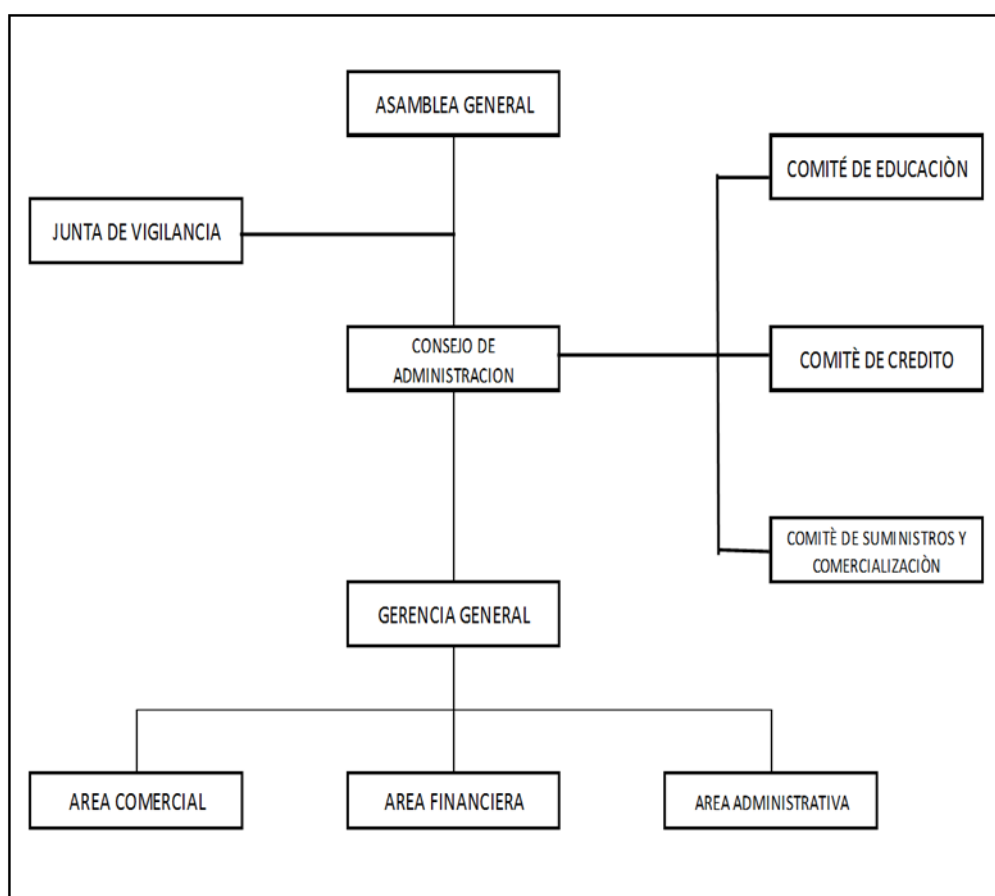 ASAMBLEA GENERAL
COMITÉ DE EDUCACIÒN
JUNTA DE VIGILANCIA
CONSEJO DE
ADMINISTRACION
COMITÈ DE CREDITO
COMITÈ DE SUMINISTROS Y
COMERCIALIZACIÒN
GERENCIA GENERAL
AREA COMERCIAL
AREA FINANCIERA
AREA ADMINISTRATIVA